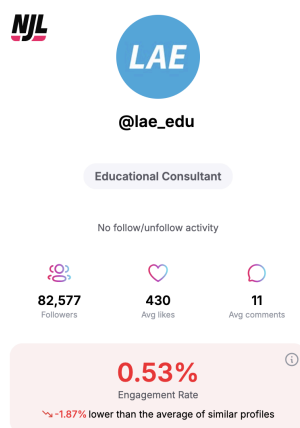 NJL
LAE
@lae_edu
Educational Consultant
No follow/unfollow activity
82,577 430 11
Followers Avg likes Avg comments
0.53%
Engagement Rate
-1.87% lower than the average of similar profiles